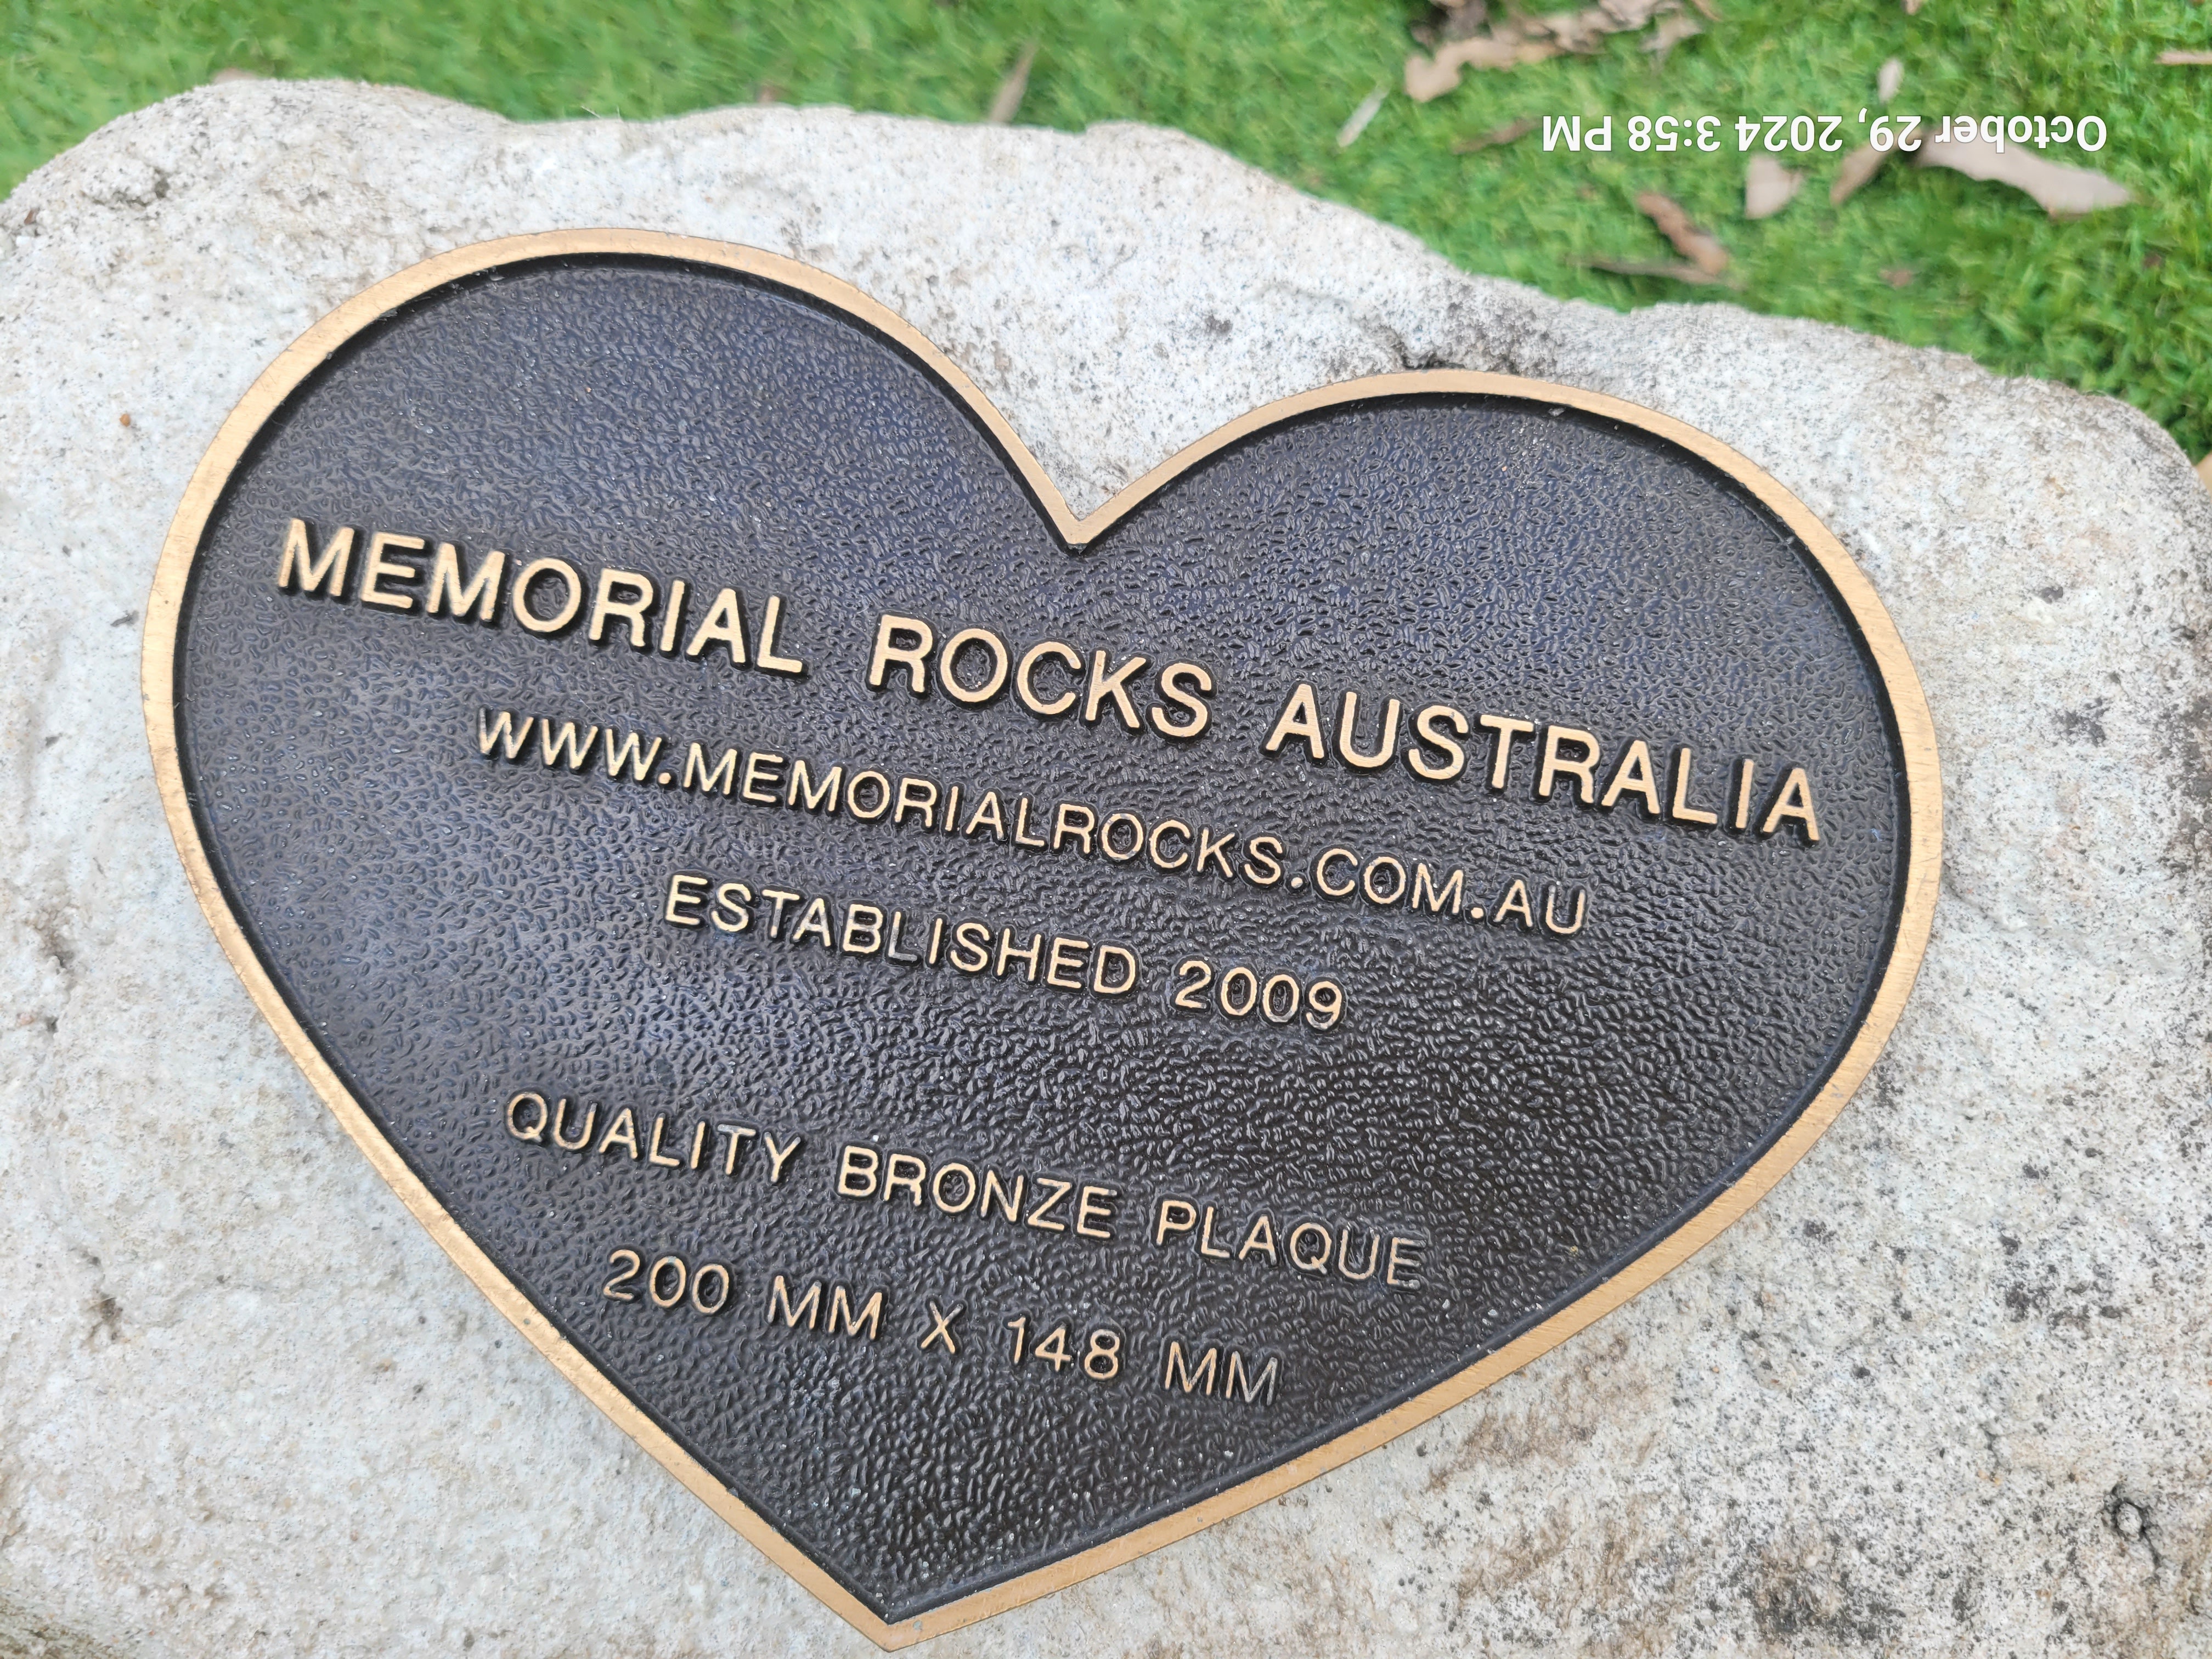 October 29, 2024 3:58 PM
MEMORIAL ROCKS AUSTRALIA
WWW.MEMORIALROCKS.COM.AU
ESTABLISHED 2009
QUALITY BRONZE PLAQUE
200 MM X 148 MM